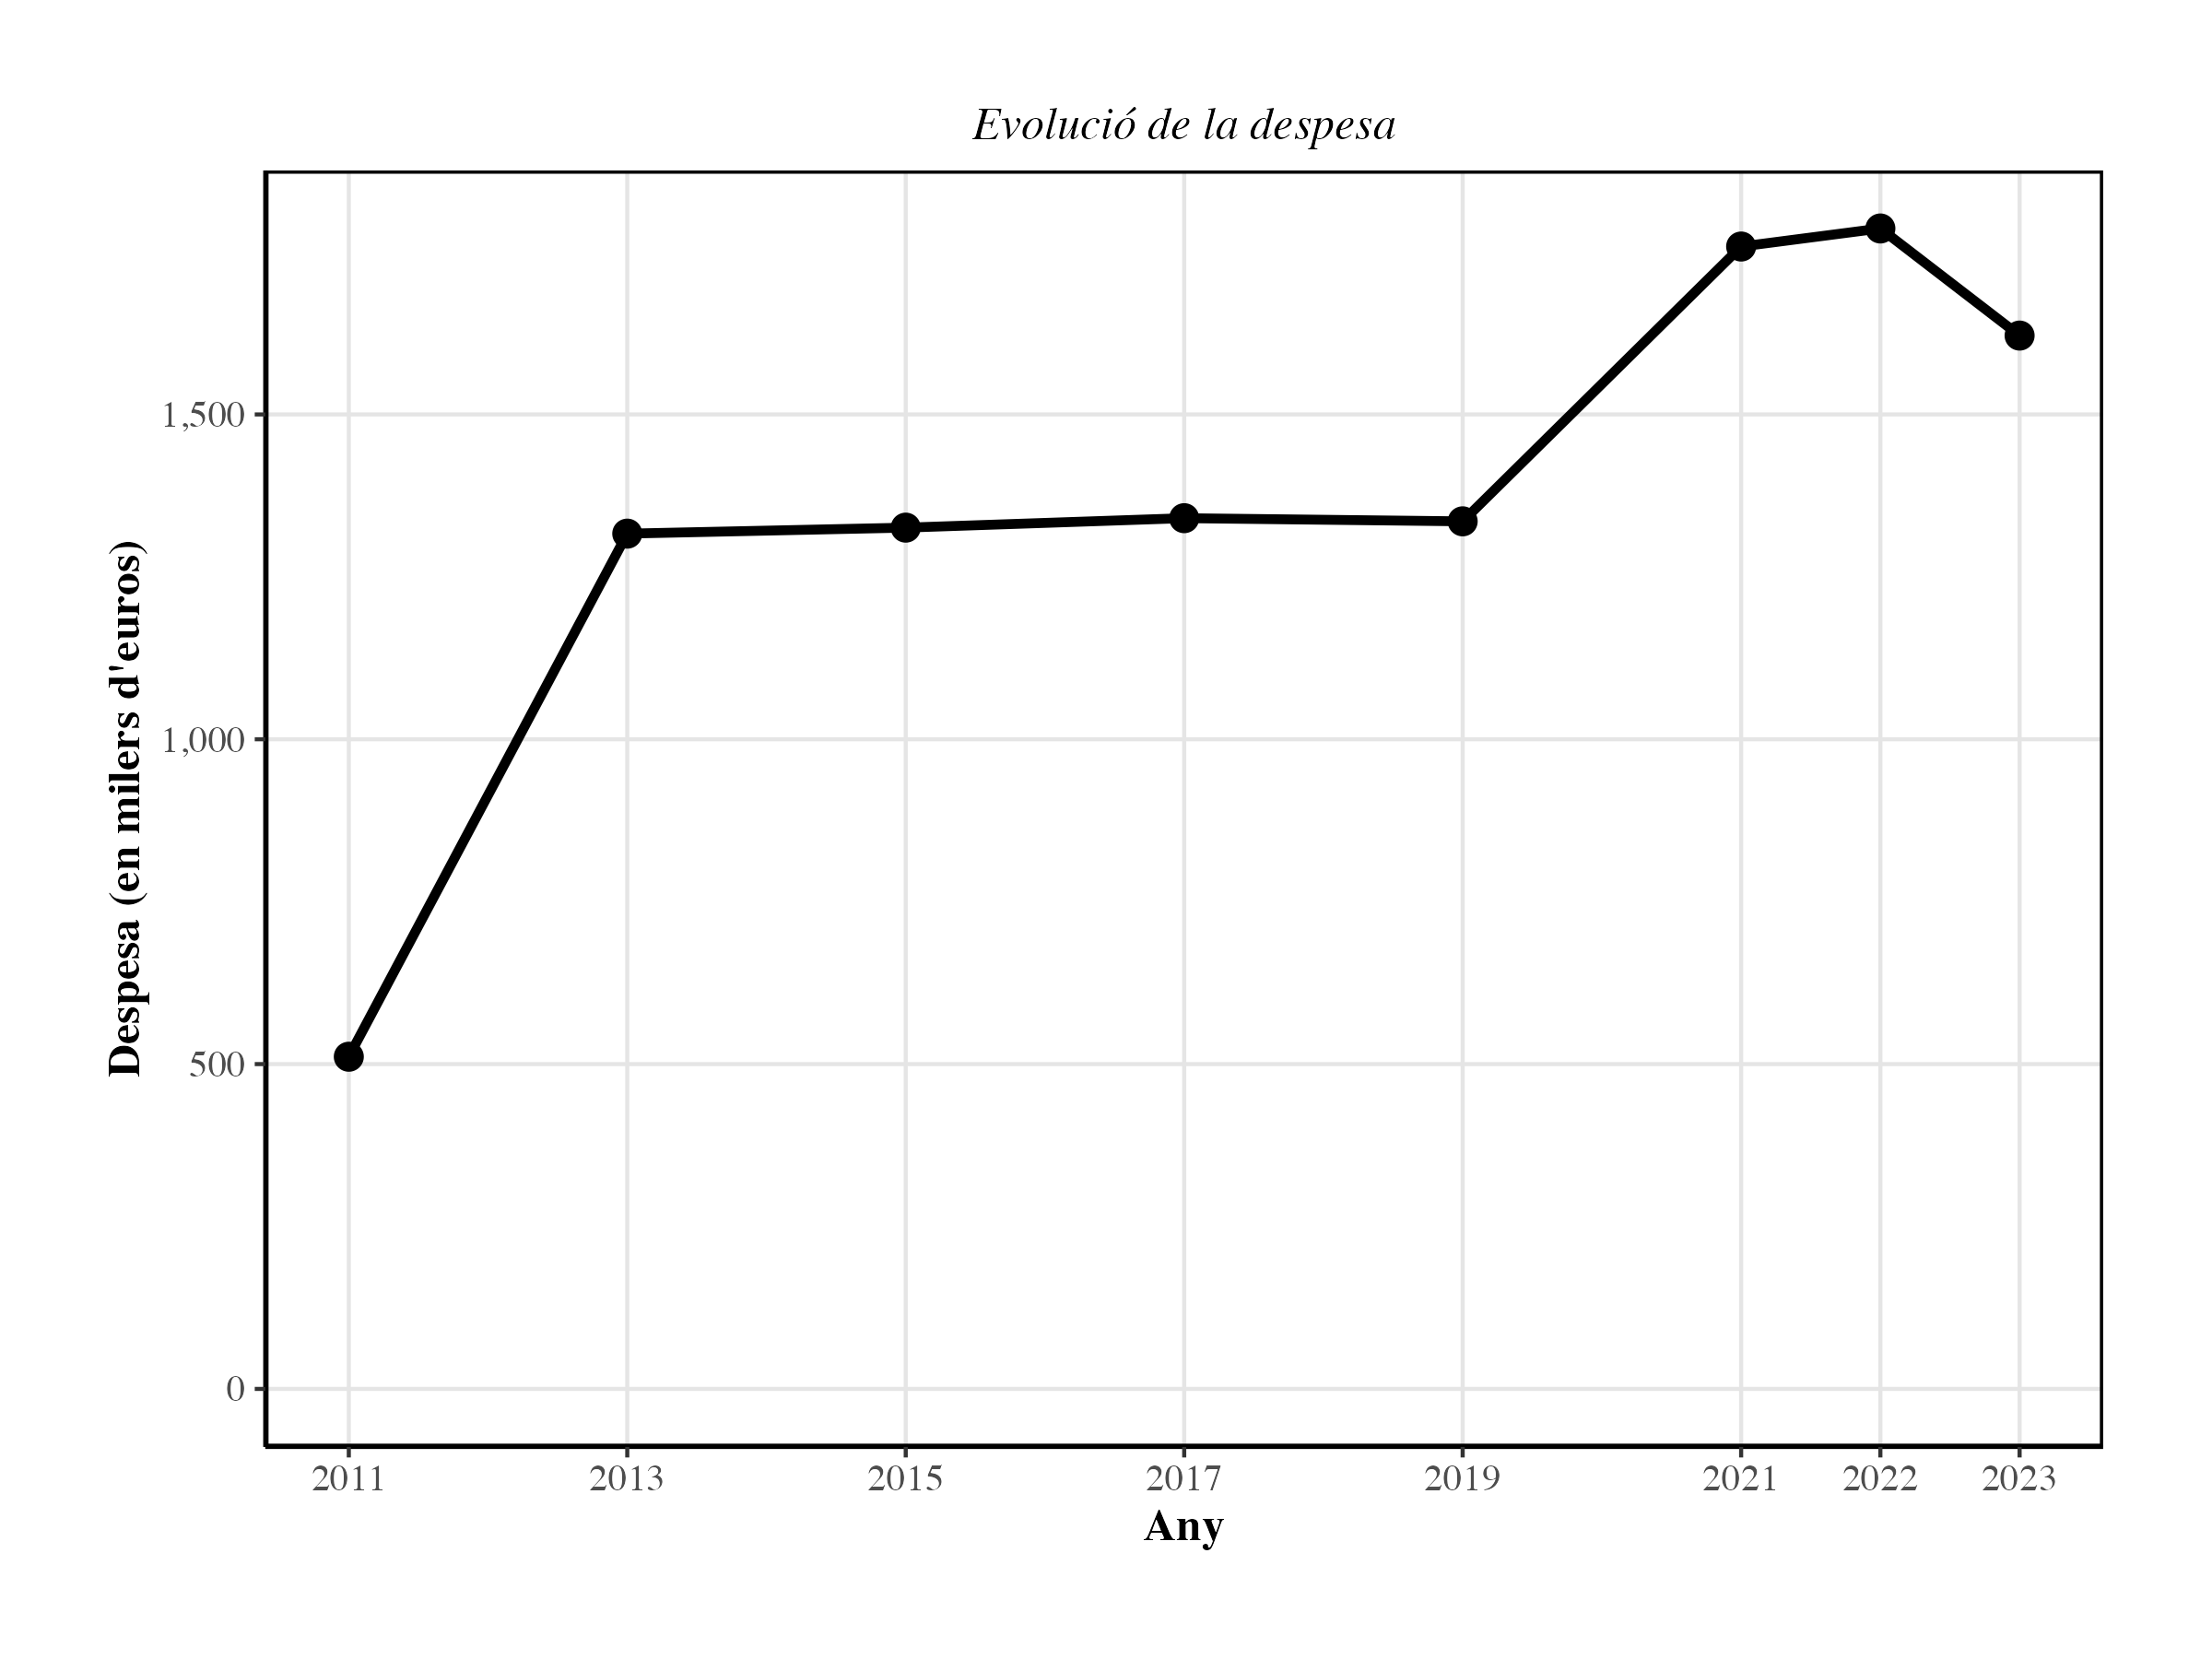 Evolució de la despesa
Despesa (en milers d'euros)
1,500
1,000
500
0
2011 2013 2015 2017 2019 2021 2022 2023
Any